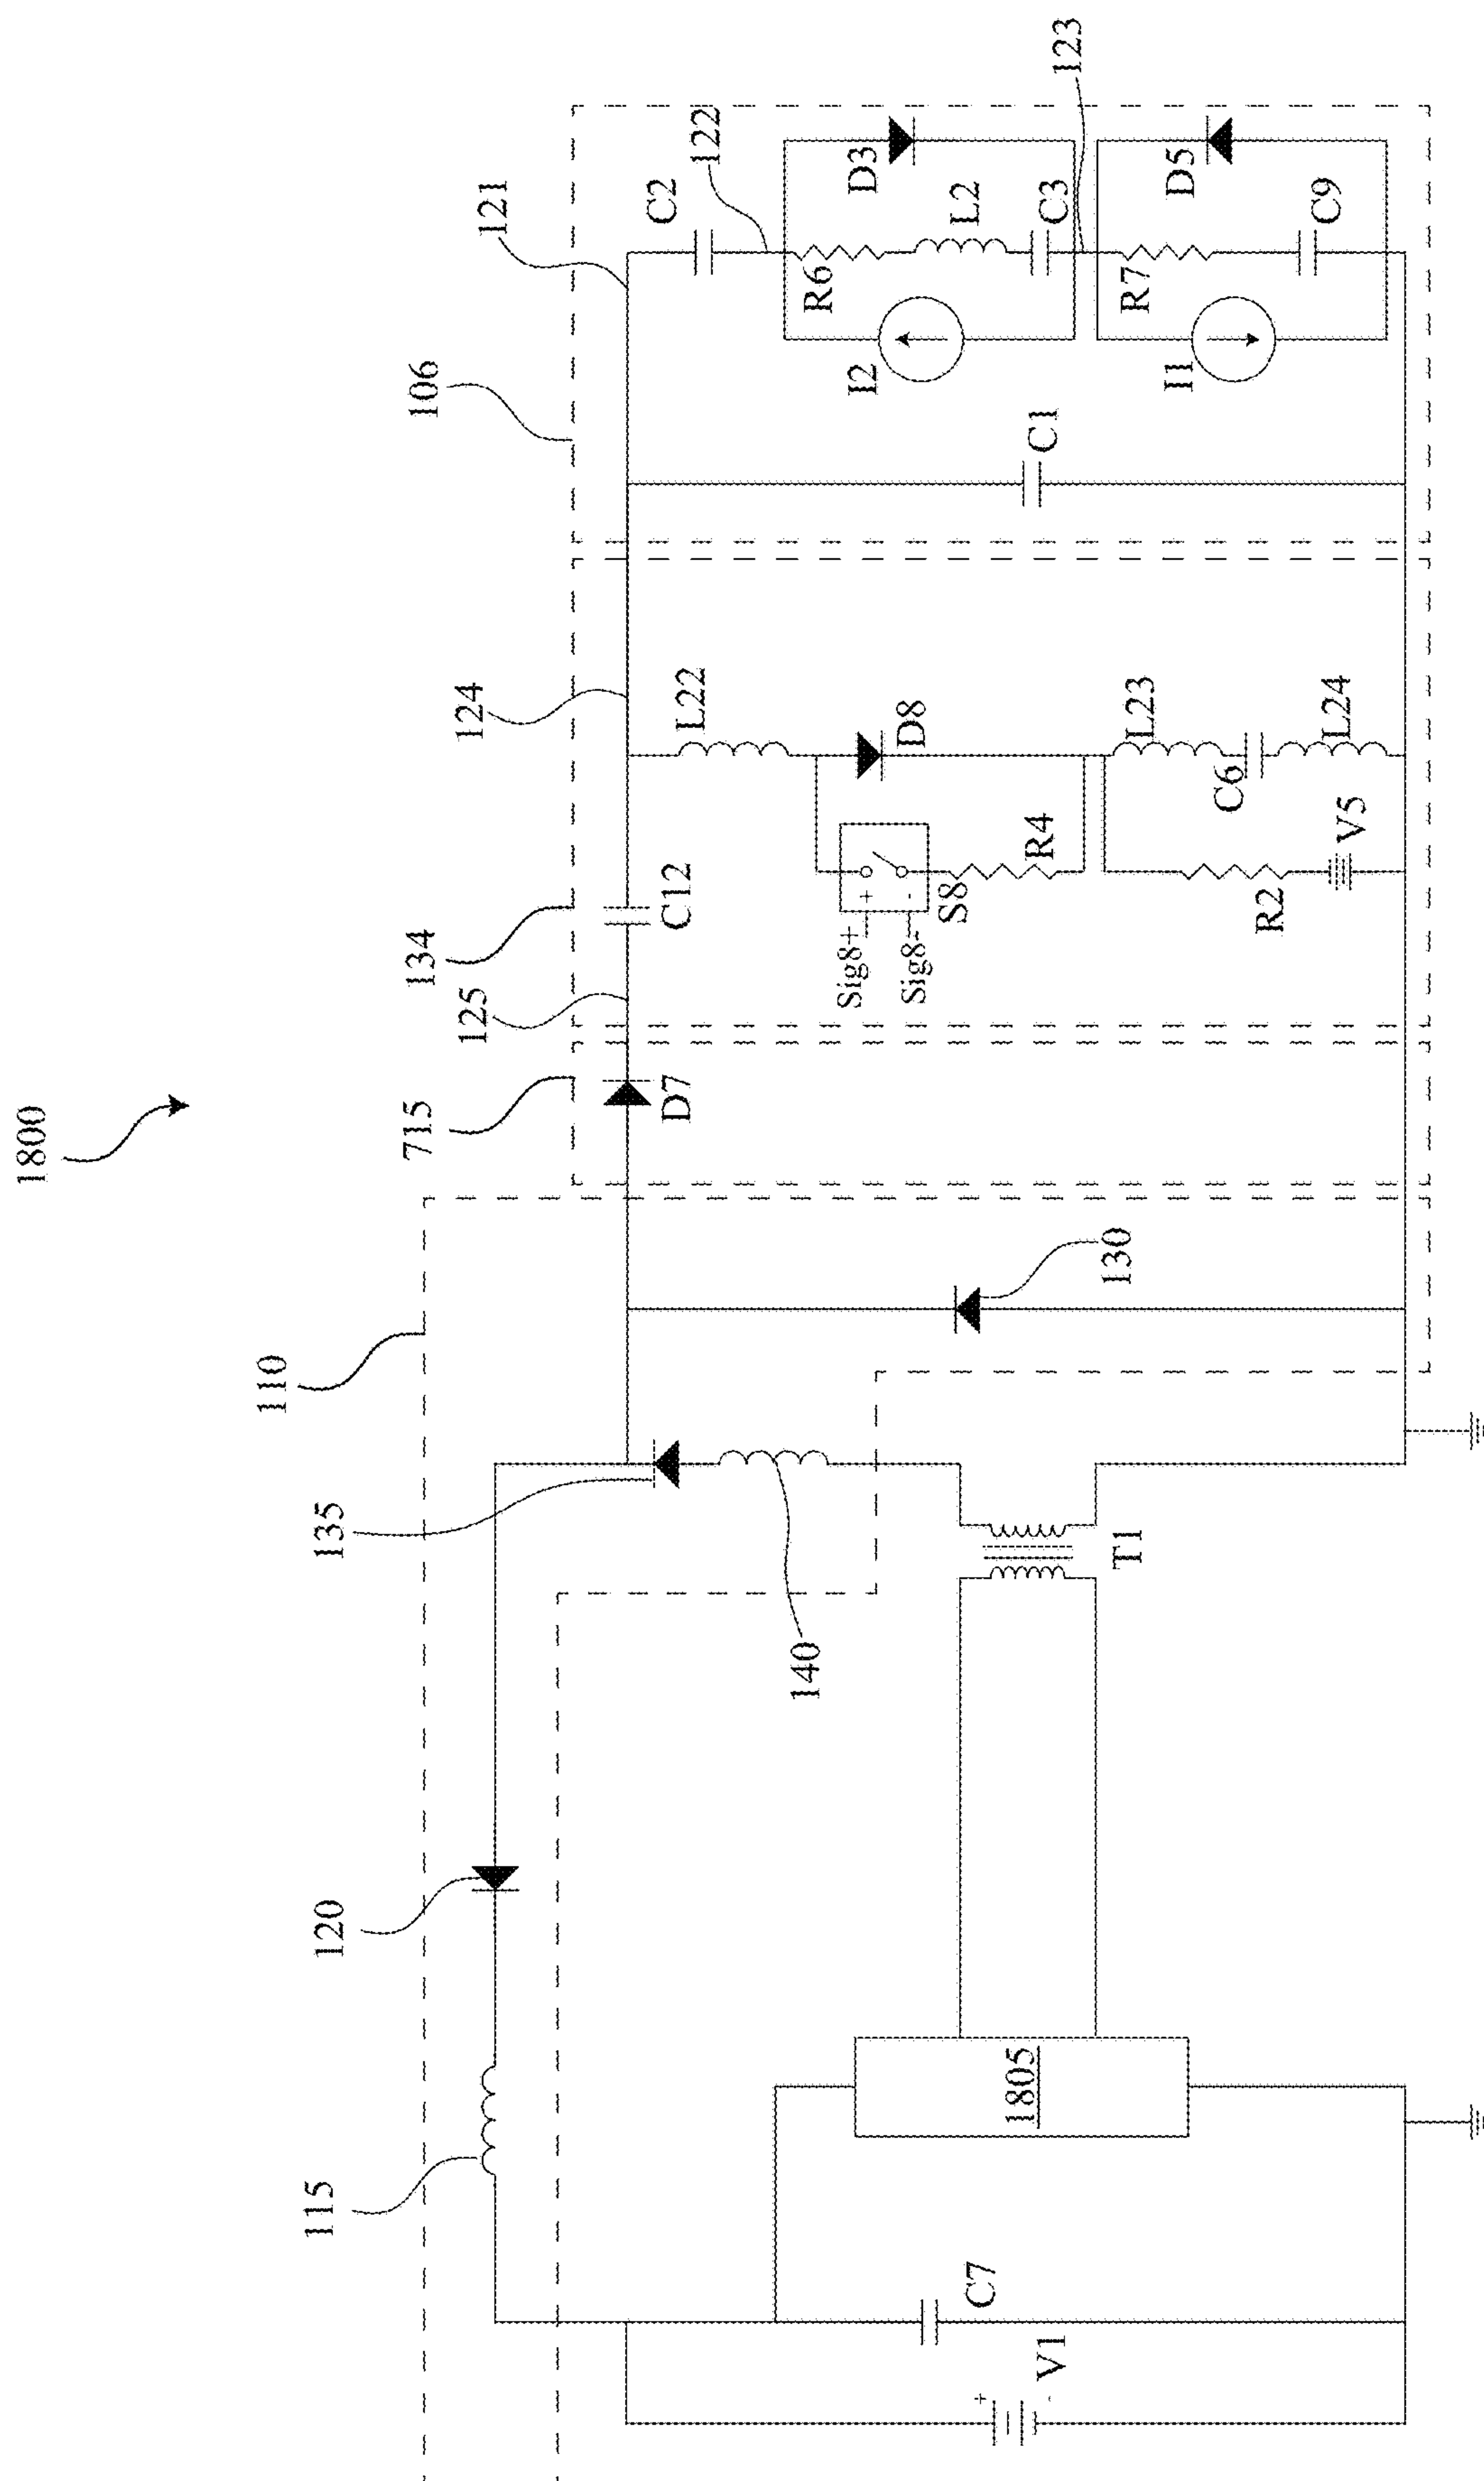 1800
110
115
120
135
140
130
715
125
134
124
106
121
122
123
C2
D3
R6
L2
C3
I2
D5
R7
C9
I1
C1
L22
D8
S8
Sig8+
Sig8-
+
-
R4
L23
C6
L24
R2
V5
C12
D7
T1
1805
C7
V1
+
-